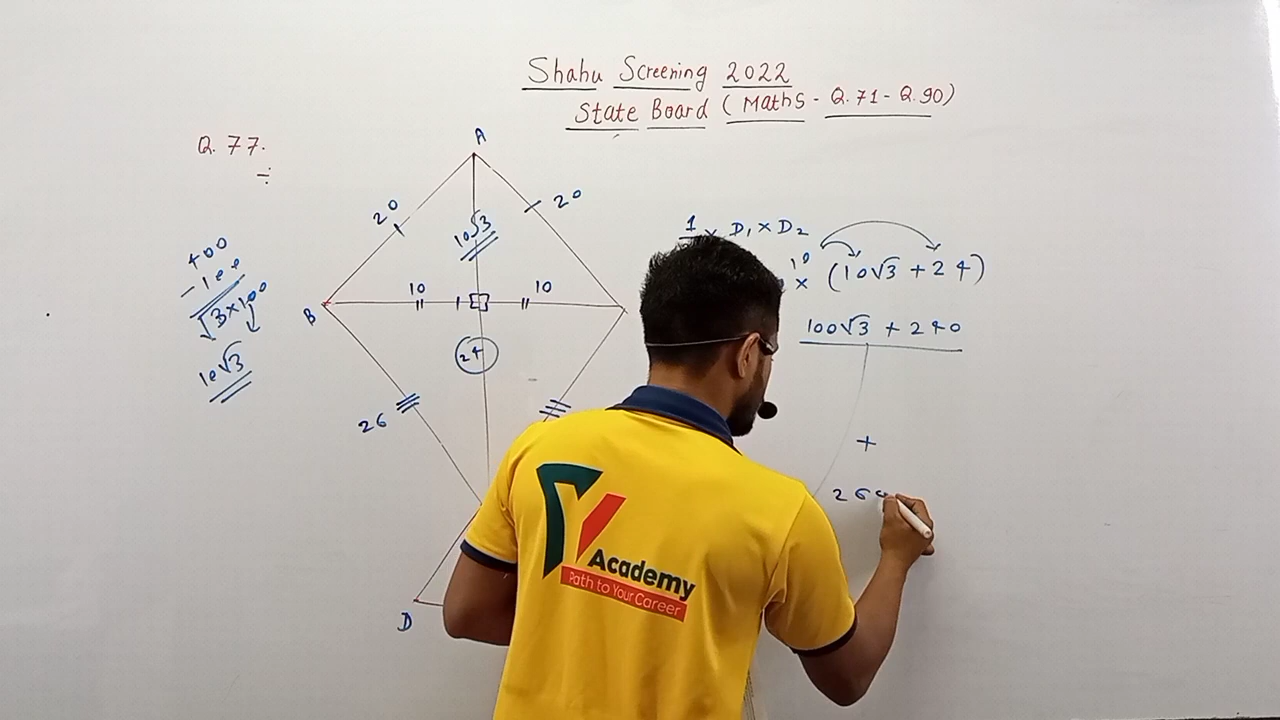 Shahu Screening 2022
State Board (Maths - Q.71 - Q.90)
Q. 77.
÷
A
20
20
10√3
10
10
B
24
26
D
400
- 100
√3×100
10√3
1 × D₁ × D₂
10
× (10√3 + 24)
100√3 + 240
+
26
Academy
Path to Your Career